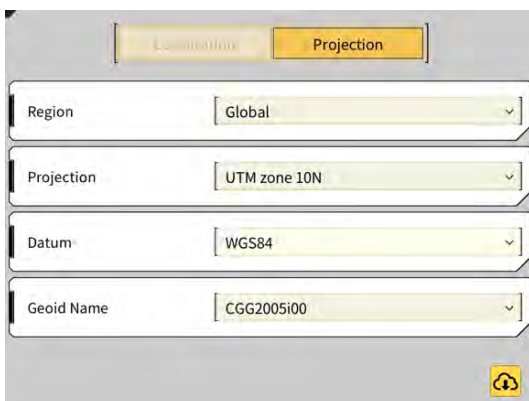 Projection
Region
Global
Projection
UTM zone 10N
Datum
WGS84
Geoid Name
CGG2005i00